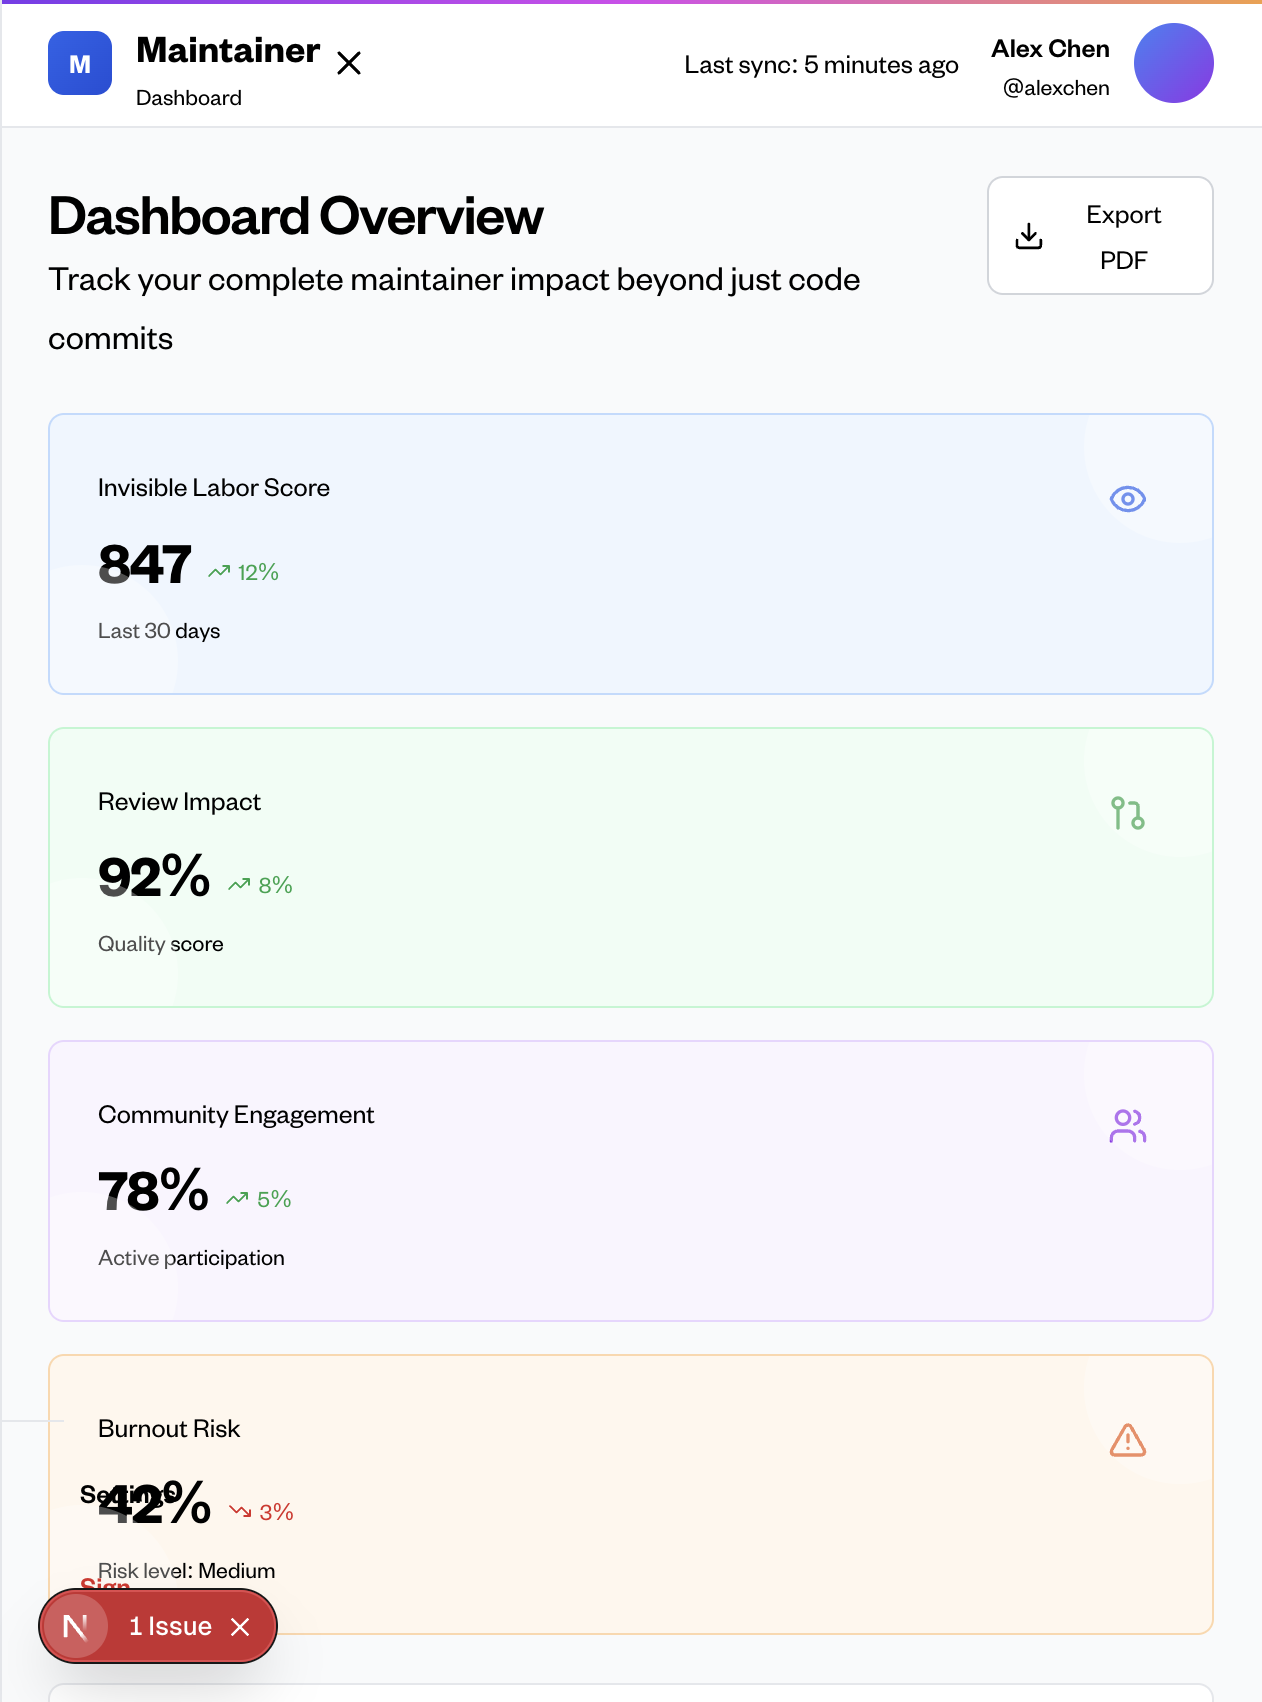 M
Maintainer
Dashboard
Last sync: 5 minutes ago
Alex Chen
@alexchen
Dashboard Overview
Track your complete maintainer impact beyond just code
commits
Export
PDF
Invisible Labor Score
847 12%
Last 30 days
Review Impact
92% 8%
Quality score
Community Engagement
78% 5%
Active participation
Burnout Risk
Settings
42% 3%
Risk level: Medium
Sign
N 1 Issue